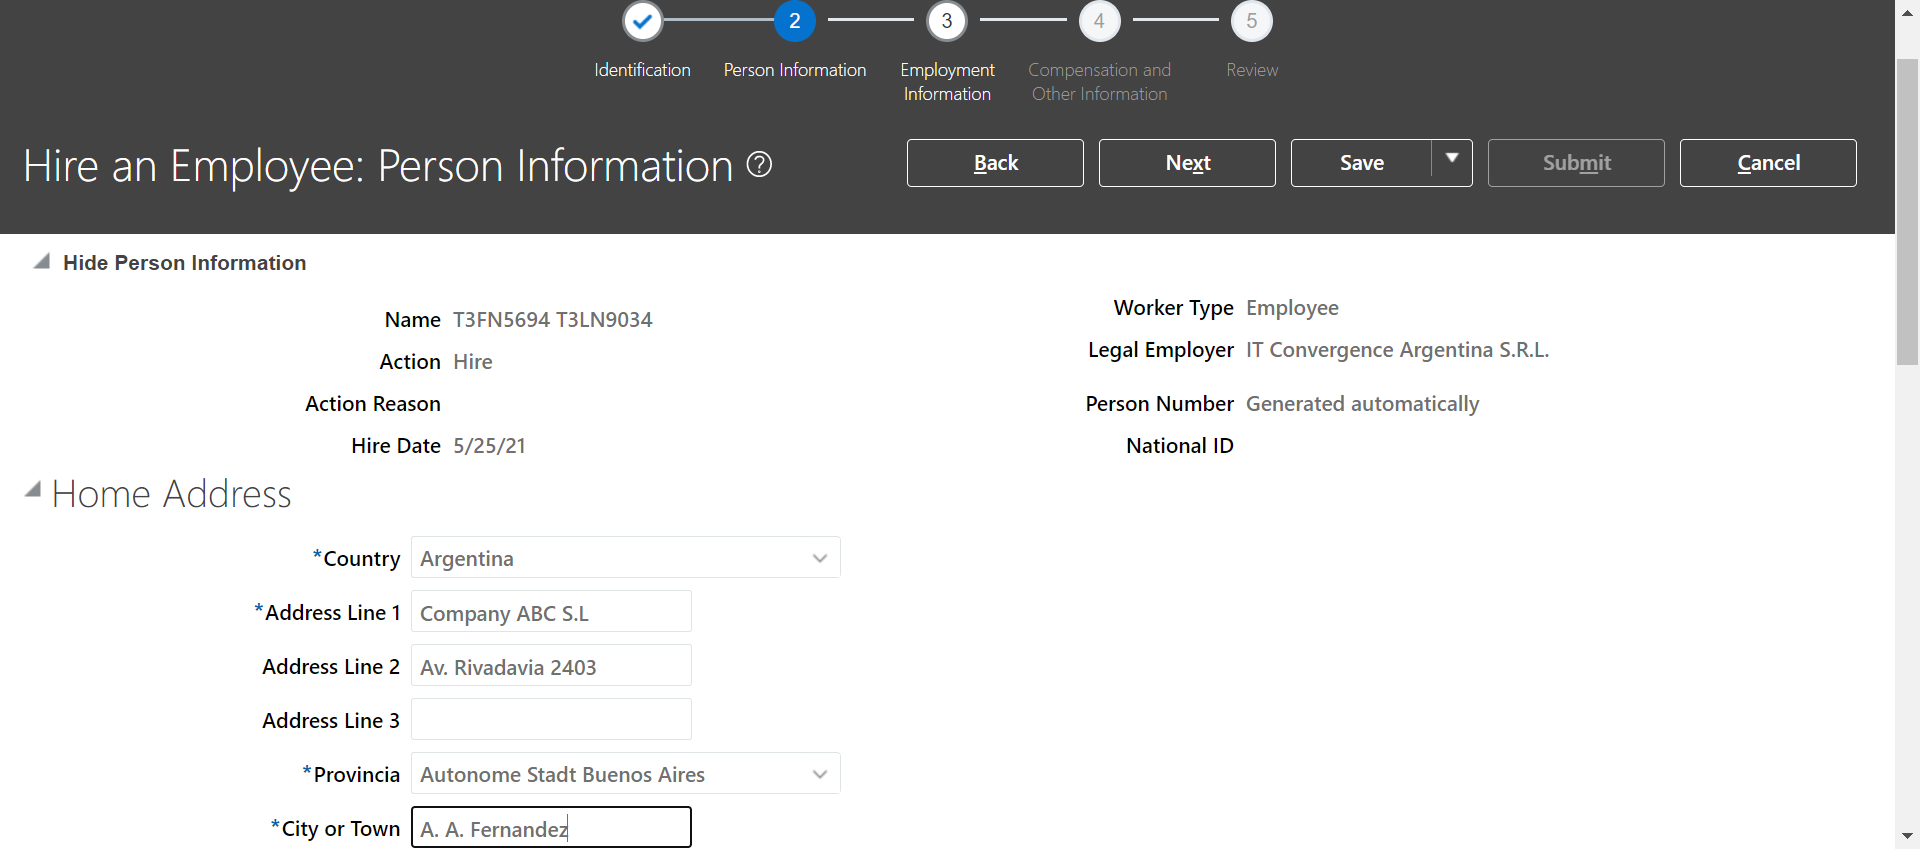 2 3 4 5
Identification Person Information Employment Information Compensation and Other Information Review
Hire an Employee: Person Information ? Back Next Save Submit Cancel
Hide Person Information
Name T3FN5694 T3LN9034
Action Hire
Action Reason
Hire Date 5/25/21
Worker Type Employee
Legal Employer IT Convergence Argentina S.R.L.
Person Number Generated automatically
National ID
Home Address
*Country Argentina
*Address Line 1 Company ABC S.L
Address Line 2 Av. Rivadavia 2403
Address Line 3
*Provincia Autonome Stadt Buenos Aires
*City or Town A. A. Fernandez